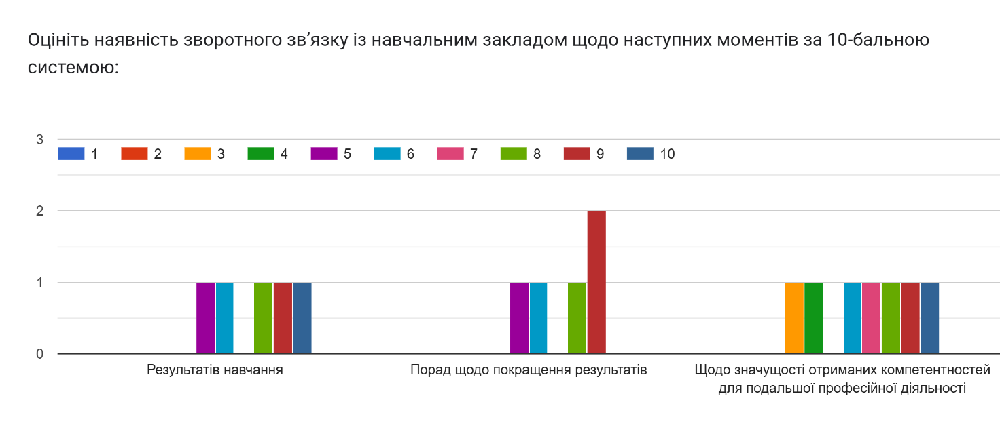 Оцініть наявність зворотного зв’язку із навчальним закладом щодо наступних моментів за 10-бальною
системою:
3
1 2 3 4 5 6 7 8 9 10
2
1
0
Результатів навчання Порад щодо покращення результатів Щодо значущості отриманих компетентностей
для подальшої професійної діяльності